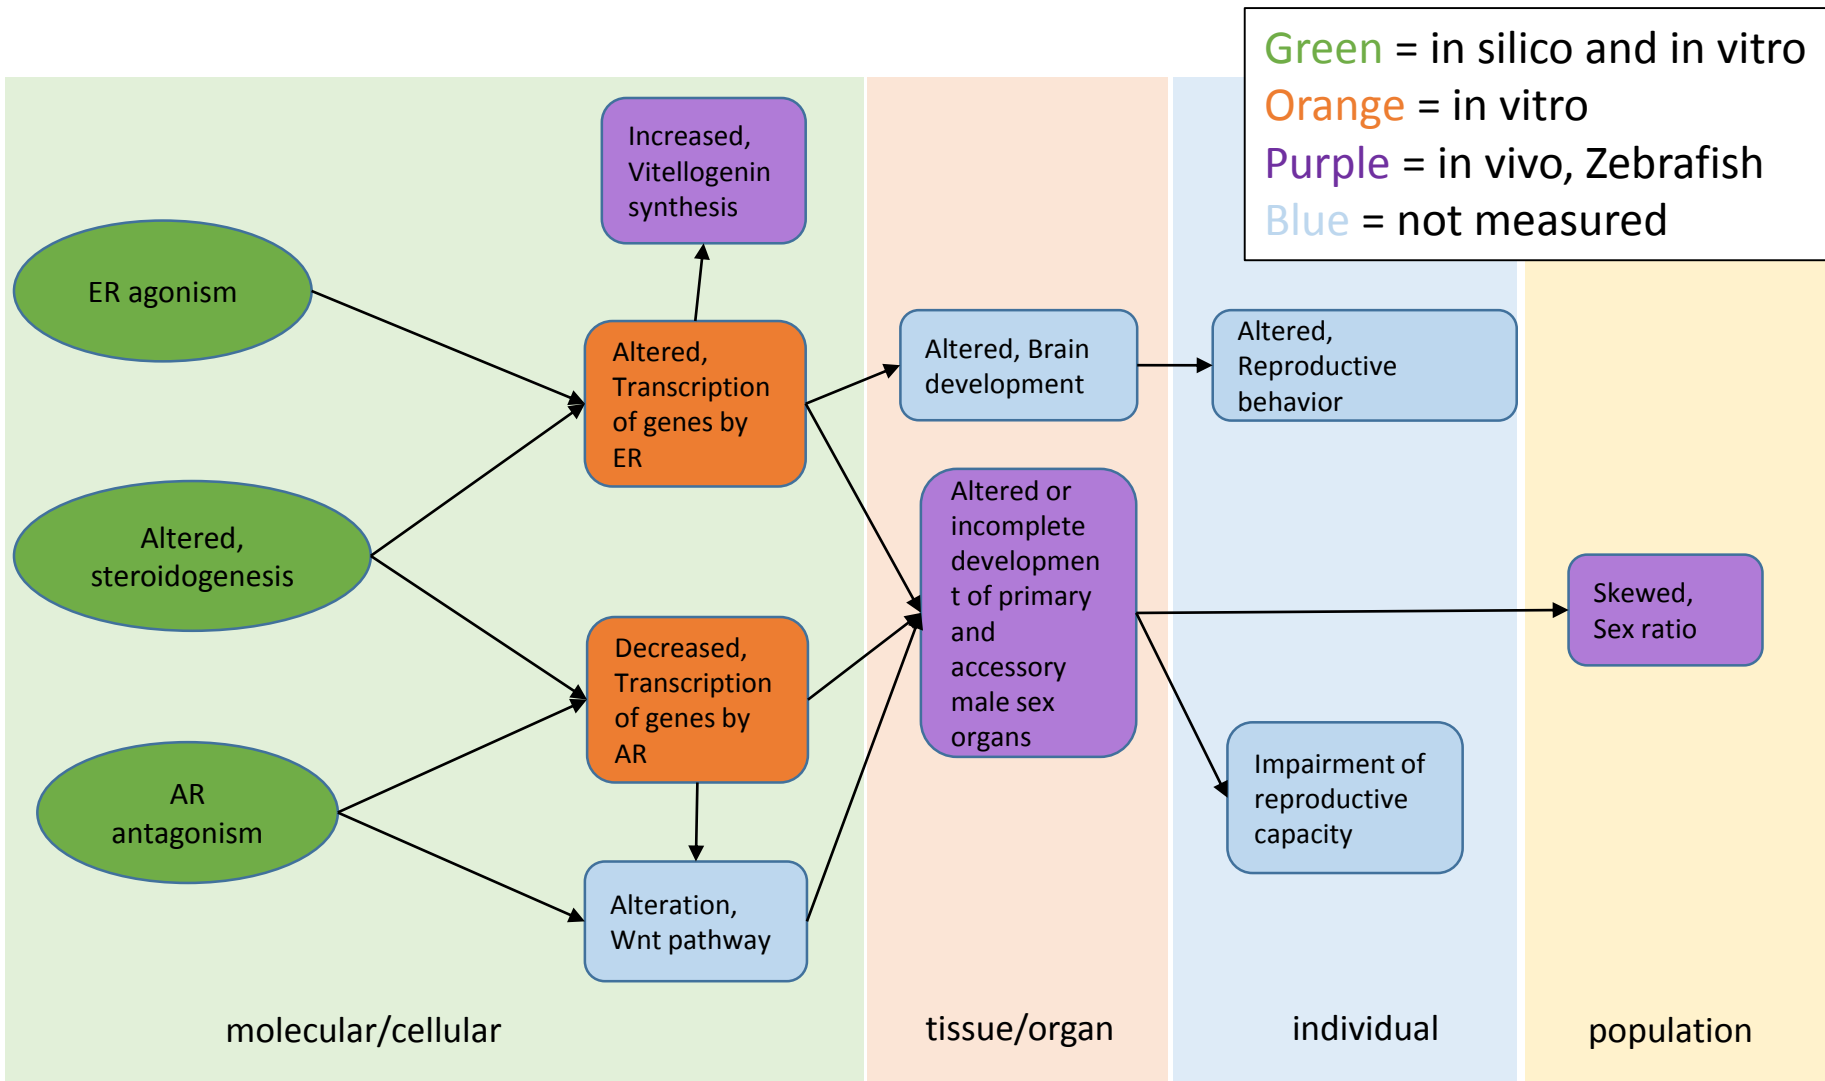 Green = in silico and in vitro
Orange = in vitro
Purple = in vivo, Zebrafish
Blue = not measured
Increased,
Vitellogenin
synthesis
ER agonism
Altered,
Transcription
of genes by
ER
Altered, Brain
development
Altered,
Reproductive
behavior
Altered,
steroidogenesis
Altered or
incomplete
developmen
t of primary
and
accessory
male sex
organs
Skewed,
Sex ratio
Decreased,
Transcription
of genes by
AR
AR
antagonism
Impairment of
reproductive
capacity
Alteration,
Wnt pathway
molecular/cellular
tissue/organ
individual
population